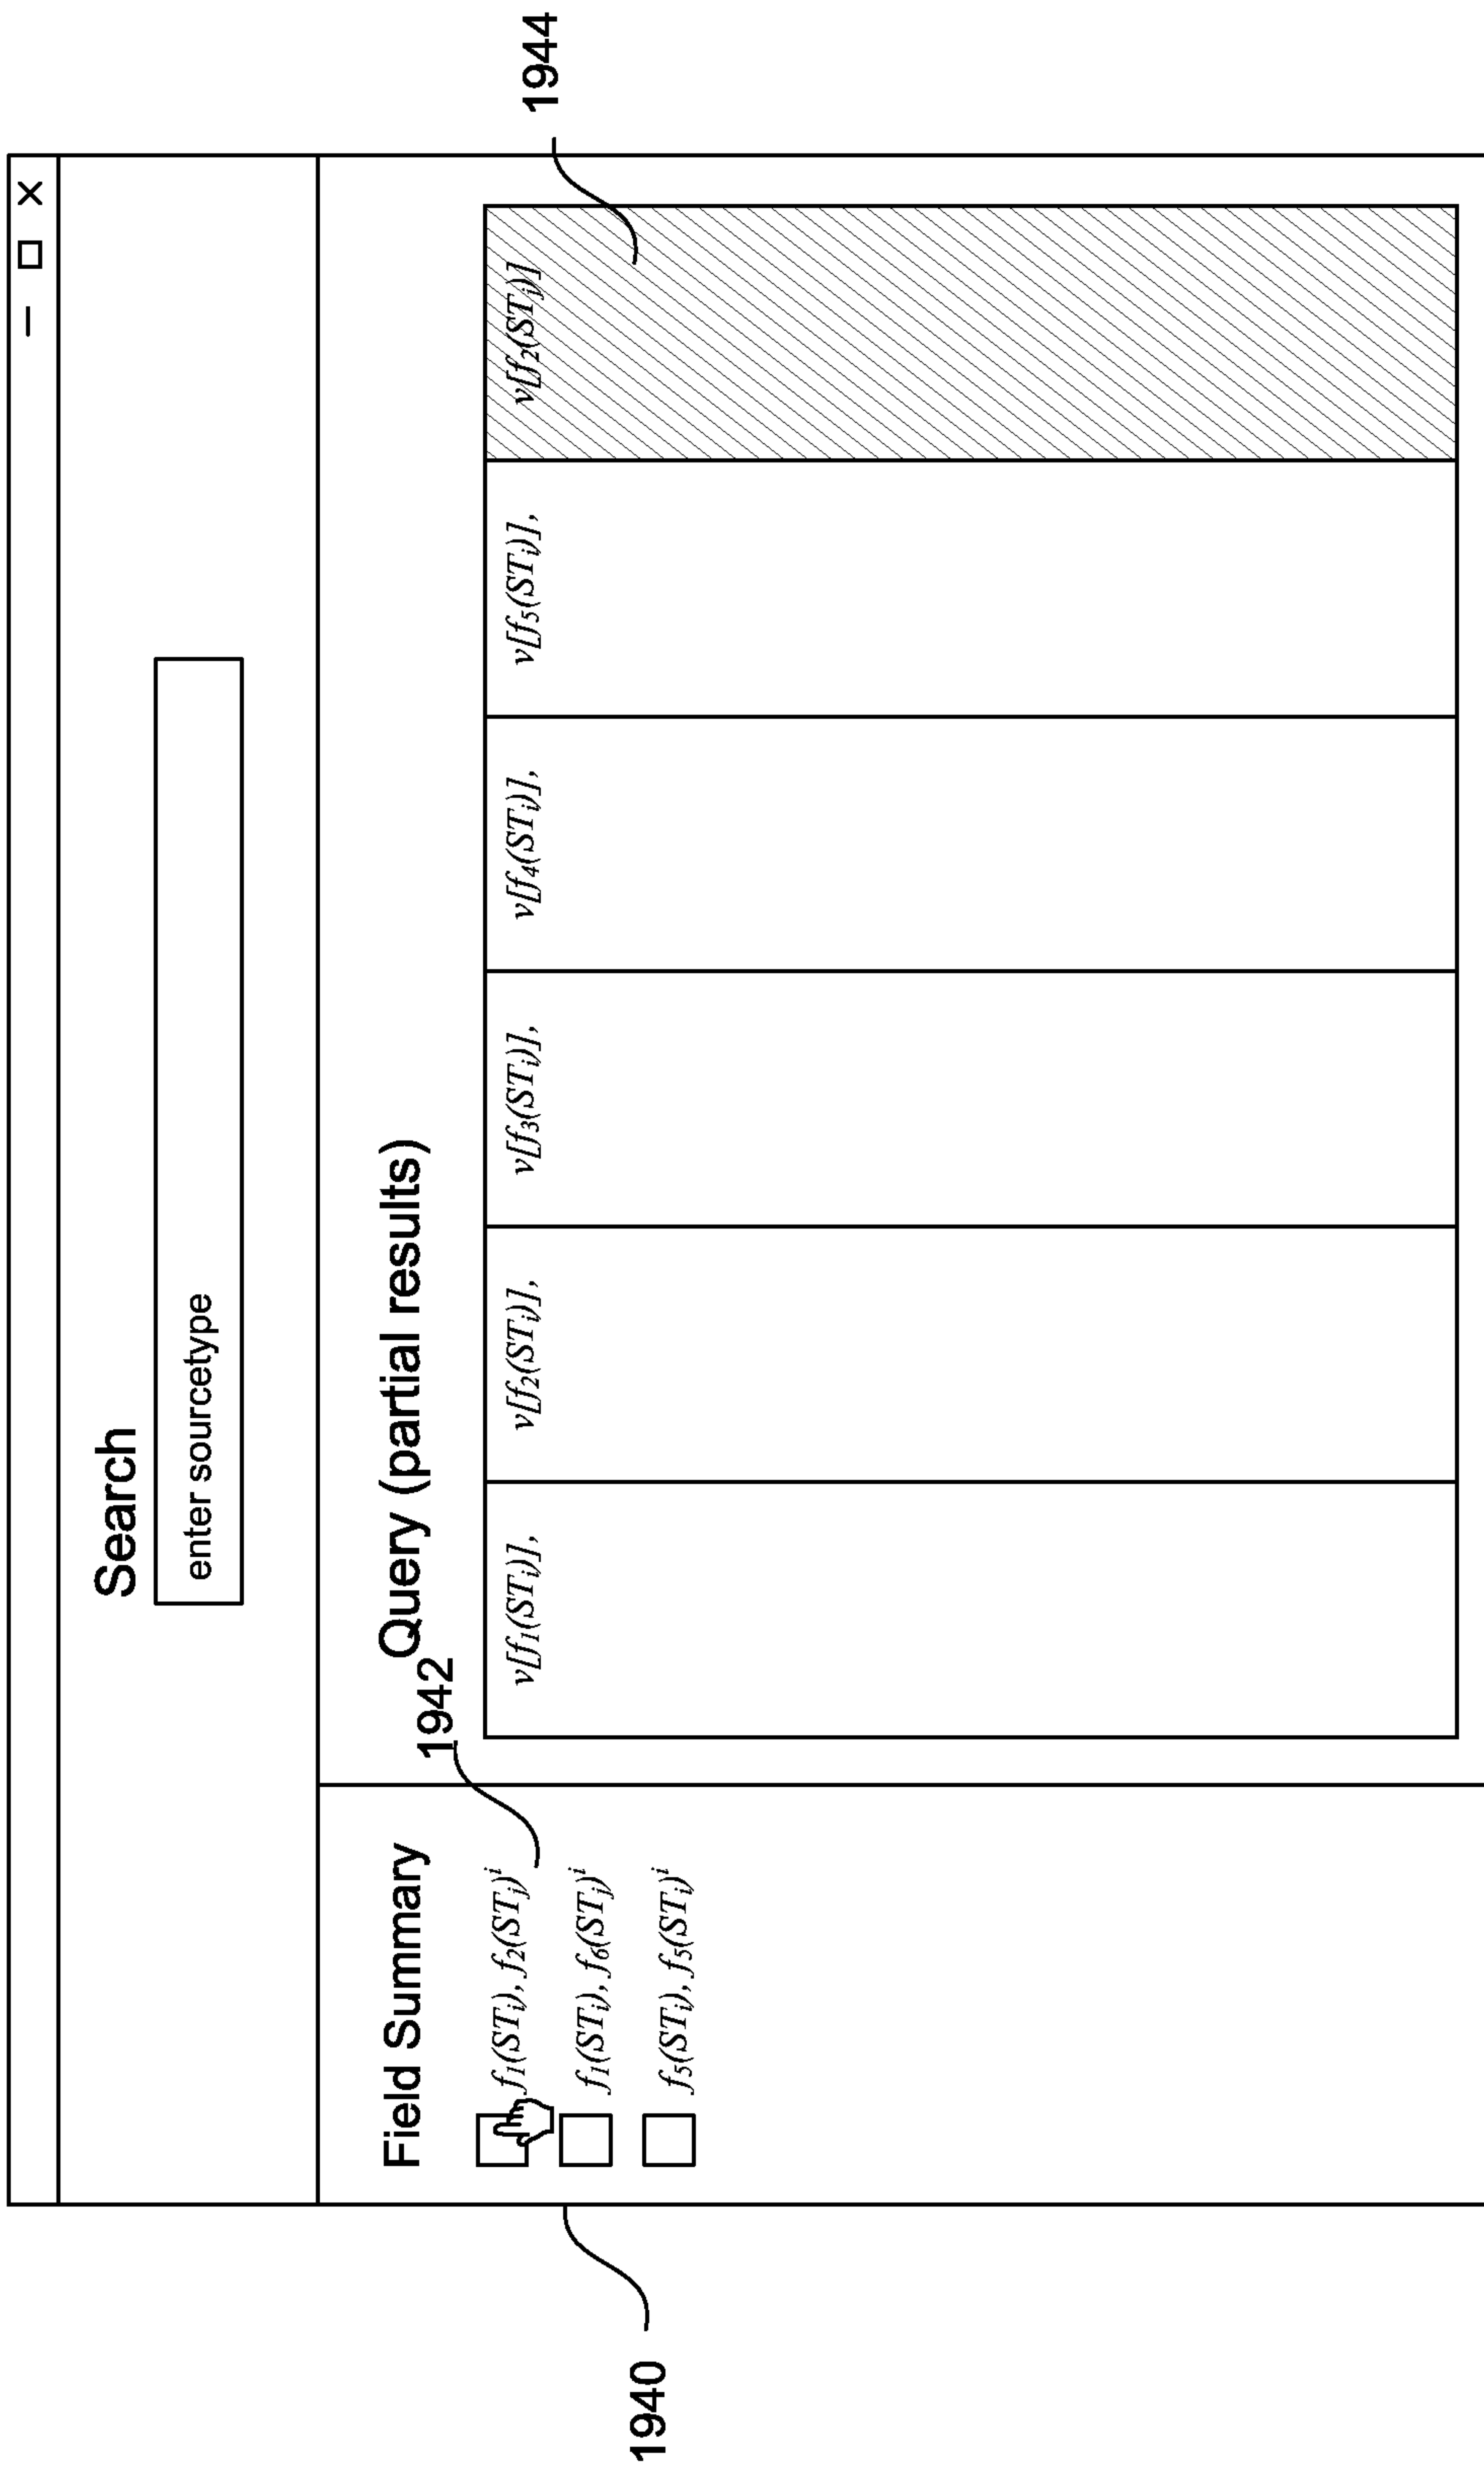 Search
enter sourcetype
Field Summary
1942
Query (partial results)
f₁(STᵢ), f₂(STⱼ)ⁱ
f₁(STᵢ), f₆(STⱼ)ⁱ
f₅(STᵢ), f₅(STᵢ)ⁱ
v[f₁(STᵢ)], v[f₂(STᵢ)], v[f₃(STᵢ)], v[f₄(STᵢ)], v[f₅(STᵢ)], v[f₂(STⱼ)]
1944
1940